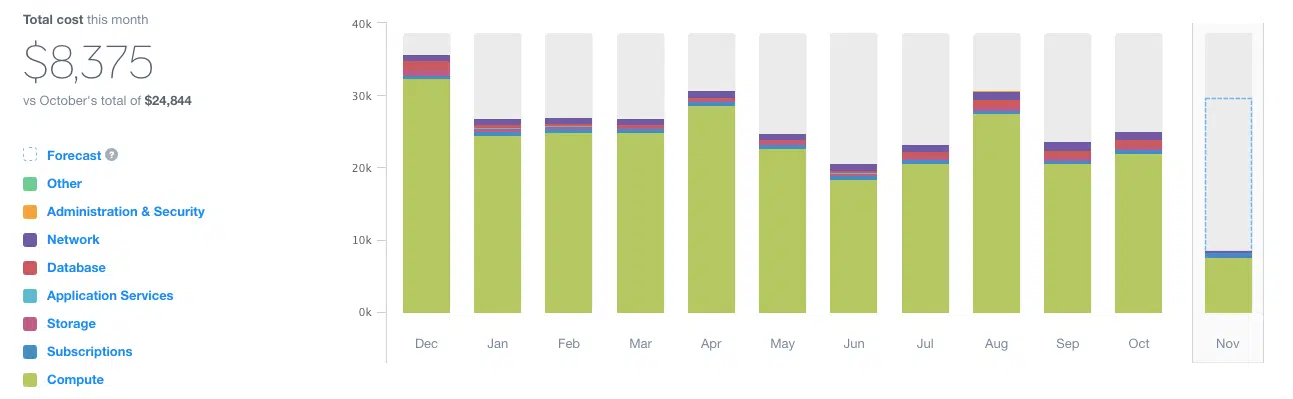 Total cost this month
$8,375
vs October's total of $24,844
Forecast ?
Other
Administration & Security
Network
Database
Application Services
Storage
Subscriptions
Compute
40k
30k
20k
10k
0k
Dec Jan Feb Mar Apr May Jun Jul Aug Sep Oct Nov